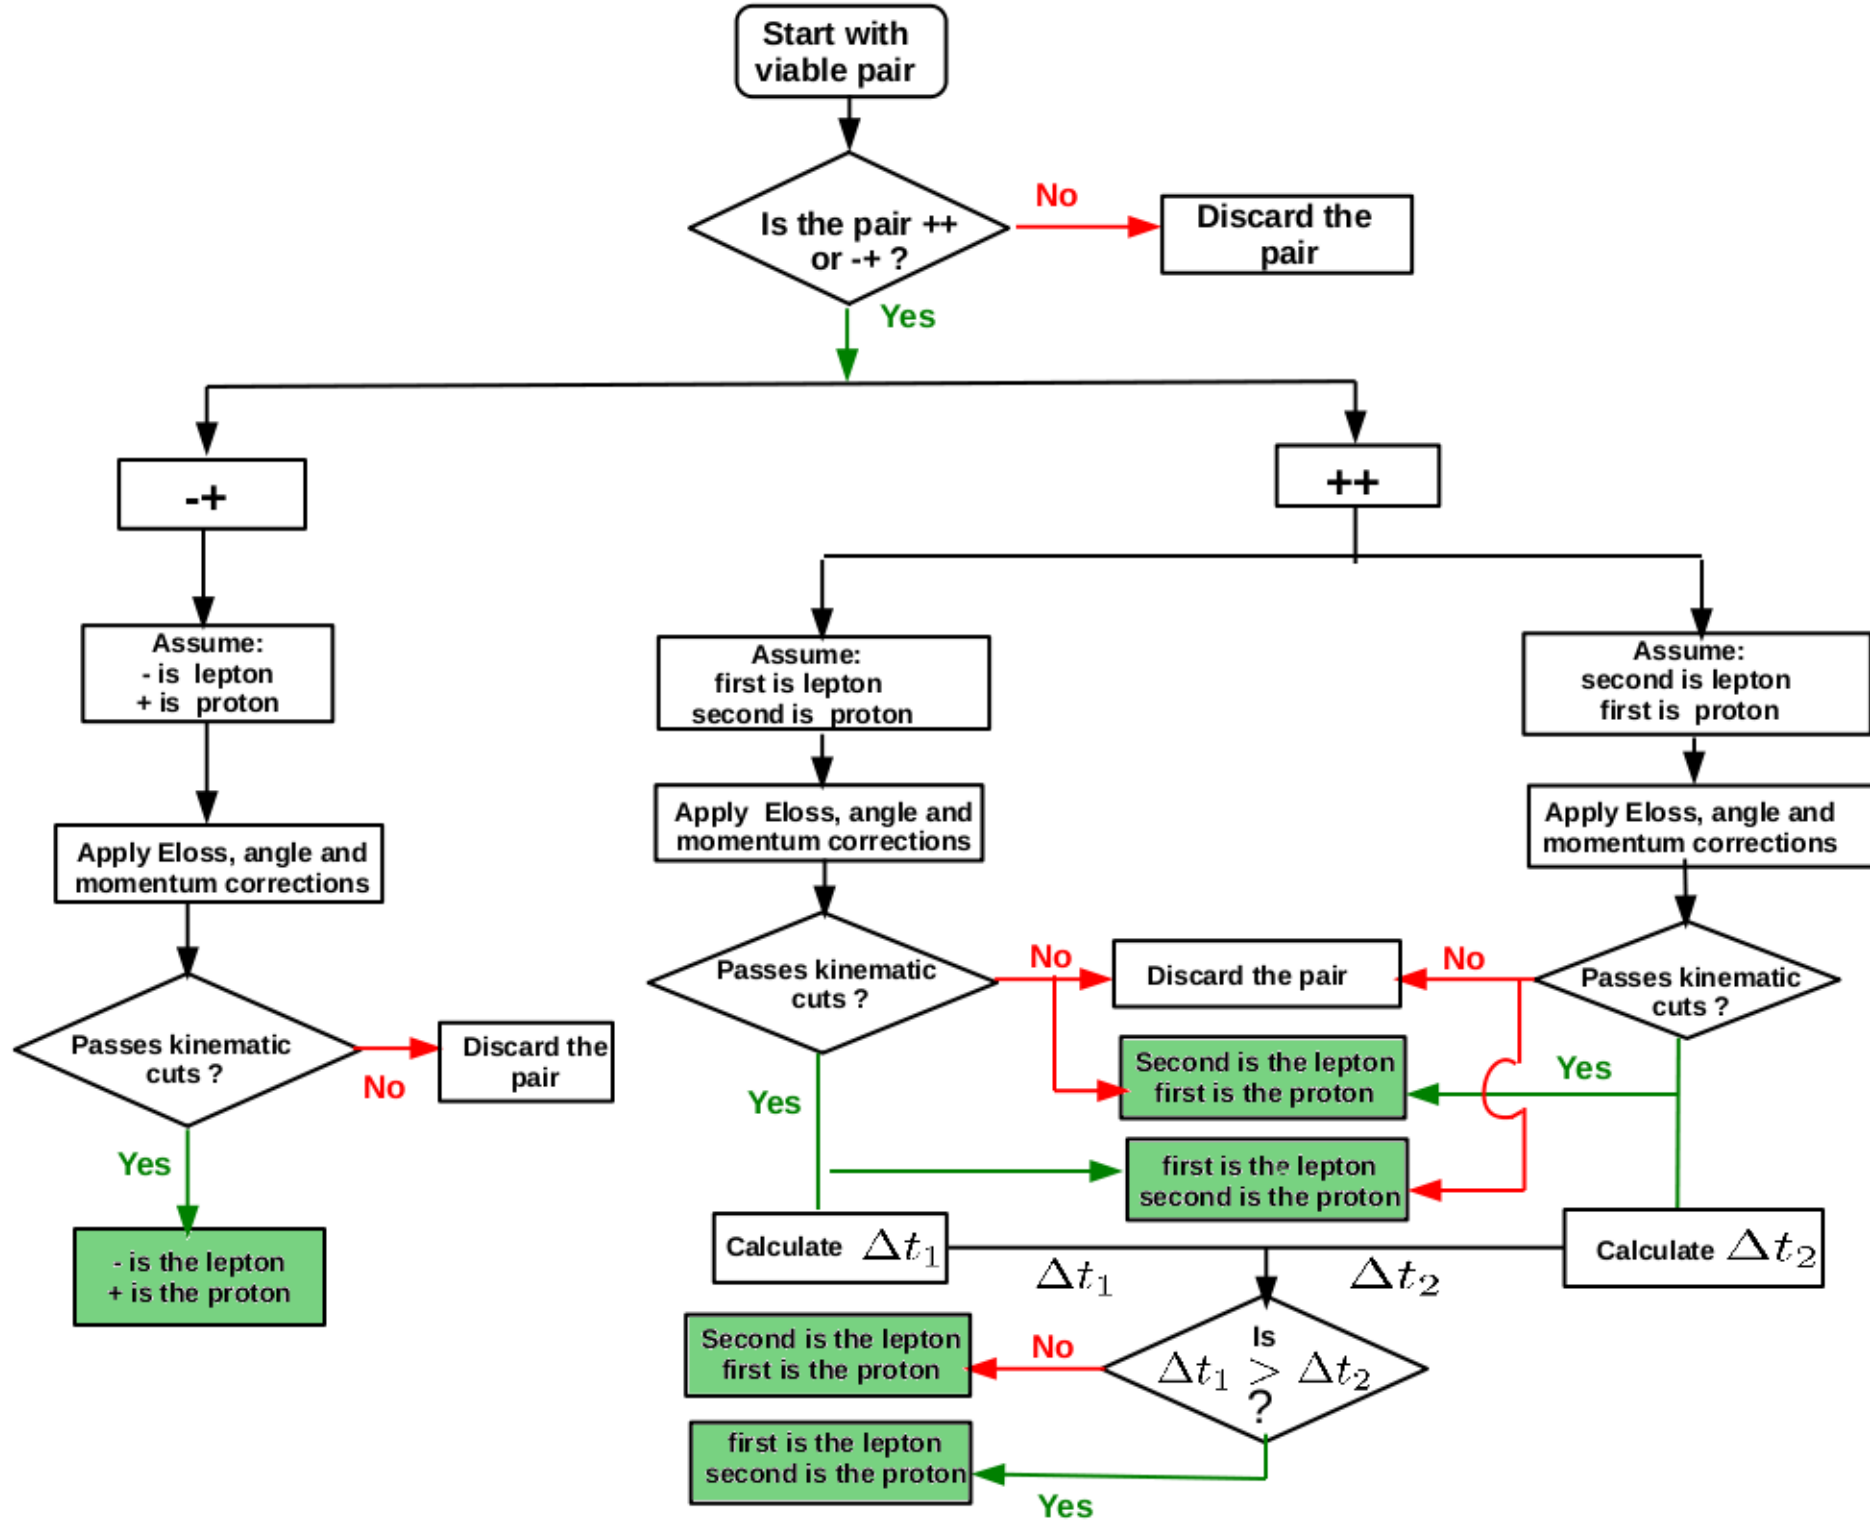 Start with
viable pair
Is the pair ++
or -+ ?
No
Discard the
pair
Yes
-+
++
Assume:
- is lepton
+ is proton
Assume:
first is lepton
second is proton
Assume:
second is lepton
first is proton
Apply Eloss, angle and
momentum corrections
Apply Eloss, angle and
momentum corrections
Apply Eloss, angle and
momentum corrections
Passes kinematic
cuts ?
No
Discard the
pair
Yes
- is the lepton
+ is the proton
Passes kinematic
cuts ?
No
Discard the pair
No
Passes kinematic
cuts ?
Yes
Second is the lepton
first is the proton
Yes
first is the lepton
second is the proton
Calculate Δt₁
Δt₁
Δt₂
Calculate Δt₂
Is
Δt₁ > Δt₂
?
No
Second is the lepton
first is the proton
first is the lepton
second is the proton
Yes